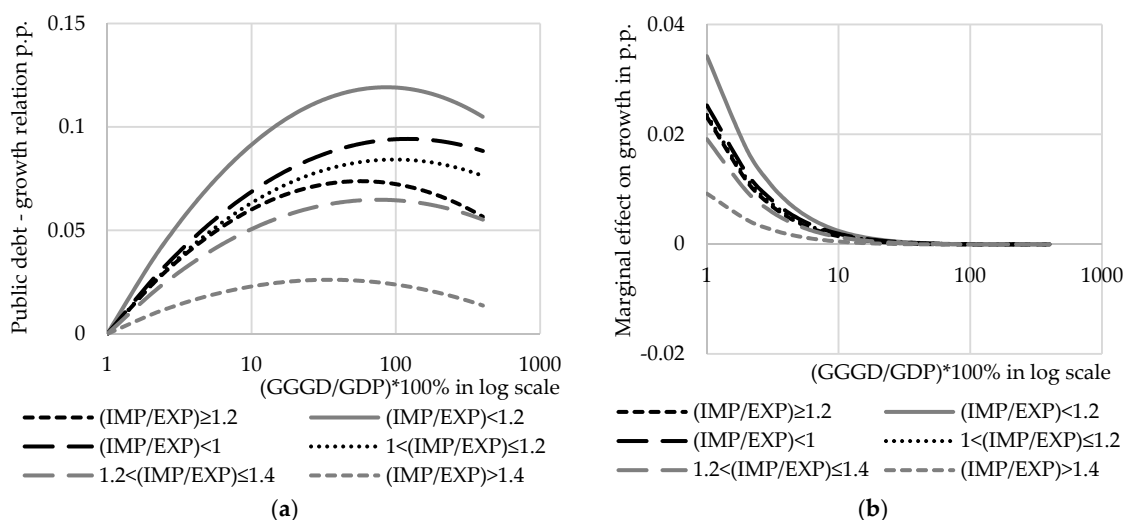 Public debt - growth relation p.p.
0.15
0.1
0.05
0
1 10 100 1000
(GGGD/GDP)*100% in log scale
(IMP/EXP)≥1.2 (IMP/EXP)<1.2
(IMP/EXP)<1 1<(IMP/EXP)≤1.2
1.2<(IMP/EXP)≤1.4 (IMP/EXP)>1.4
(a)
Marginal effect on growth in p.p.
0.04
0.02
0
1 10 100 1000
-0.02
(GGGD/GDP)*100% in log scale
(IMP/EXP)≥1.2 (IMP/EXP)<1.2
(IMP/EXP)<1 1<(IMP/EXP)≤1.2
1.2<(IMP/EXP)≤1.4 (IMP/EXP)>1.4
(b)